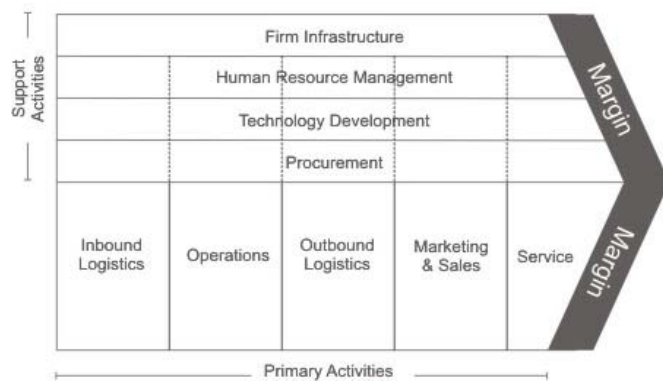 Support
Activities
Firm Infrastructure
Human Resource Management
Technology Development
Procurement
Inbound
Logistics
Operations
Outbound
Logistics
Marketing
& Sales
Service
Margin
Margin
Primary Activities